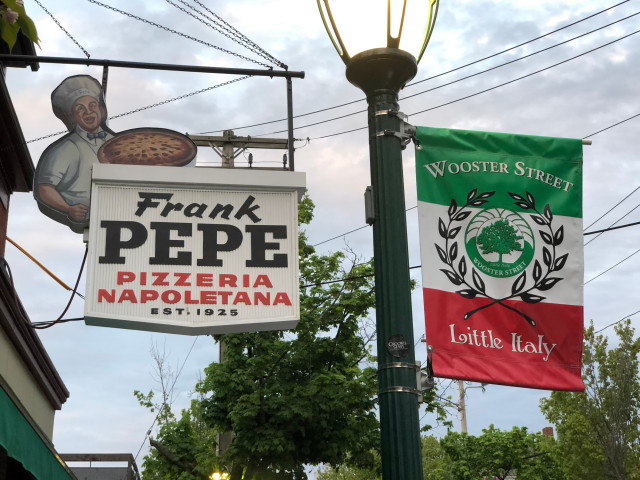 Frank
PEPE
PIZZERIA
NAPOLETANA
EST. 1925
WOOSTER STREET
WOOSTER STREET
Little Italy